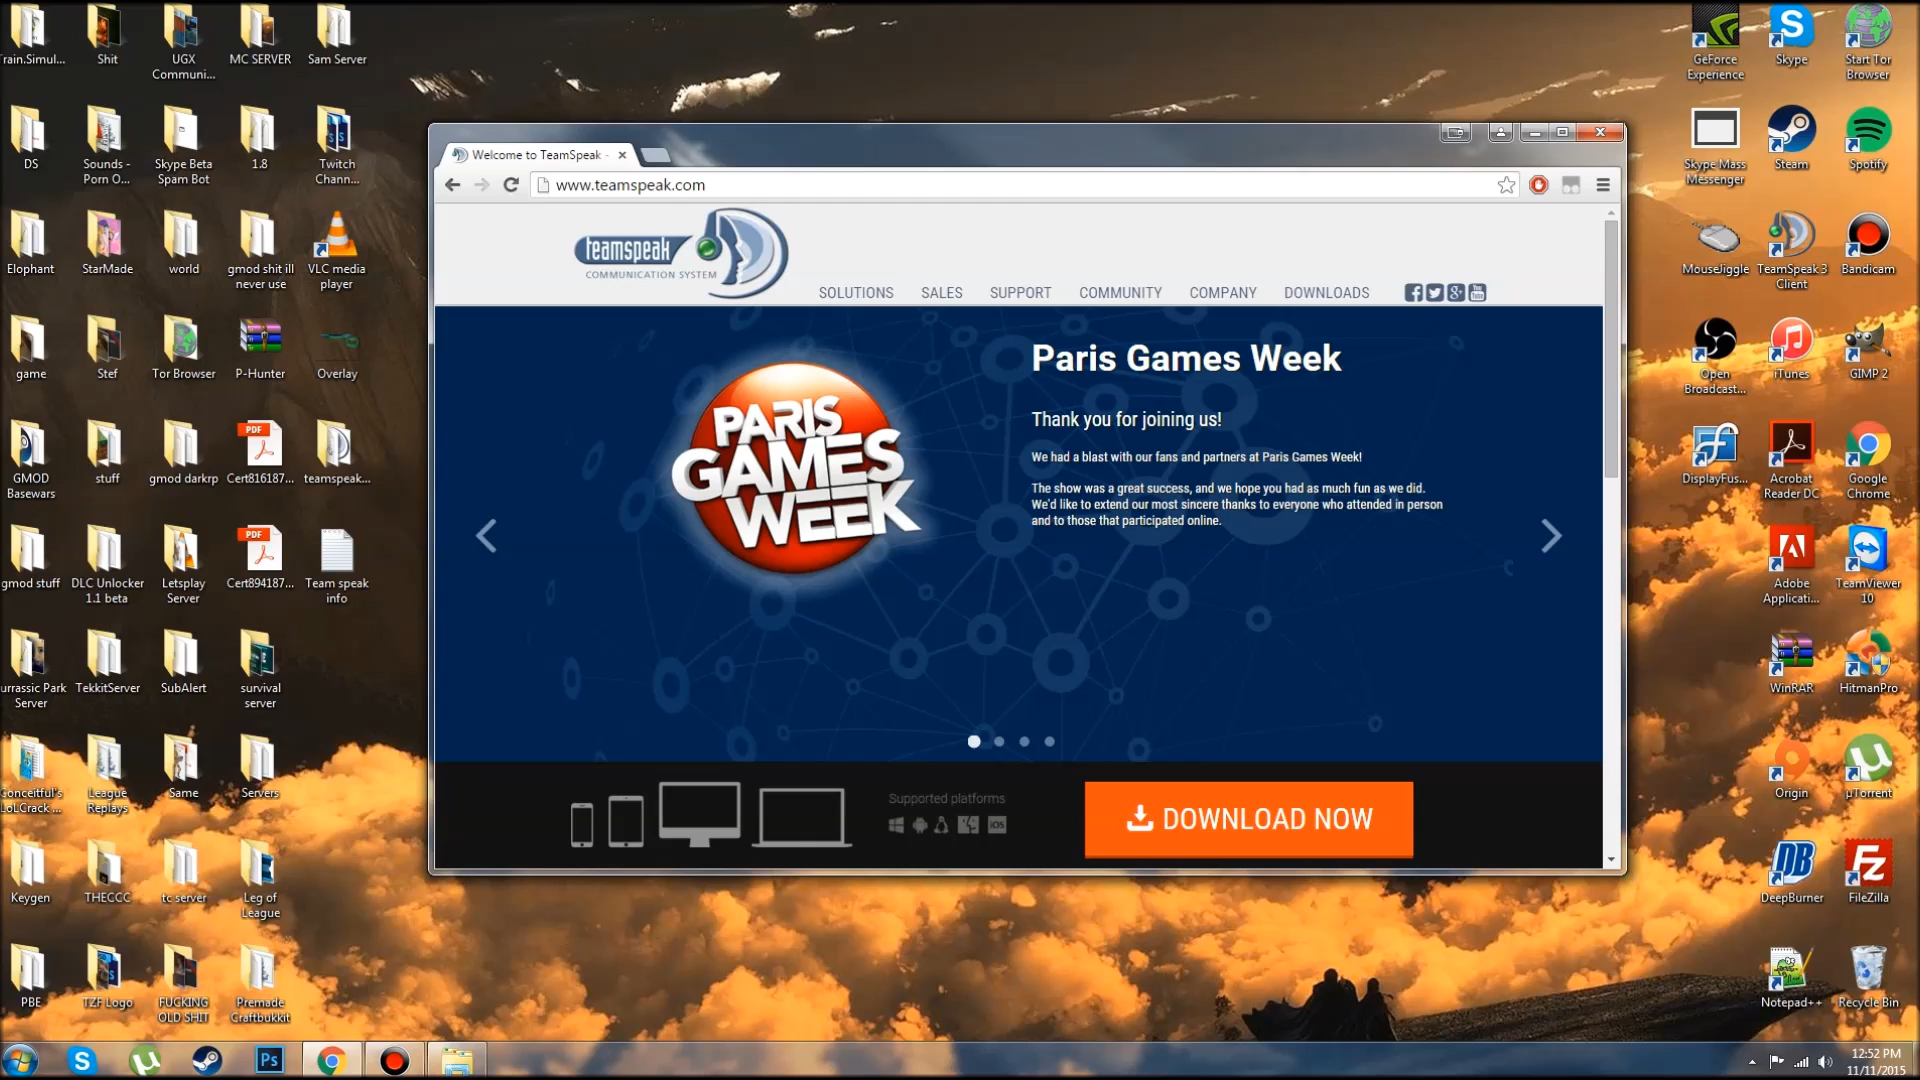 Train.Simul...
Shit
UGX
Communi...
MC SERVER
Sam Server
DS
Sounds -
Porn O...
Skype Beta
Spam Bot
1.8
Twitch
Chann...
Elophant
StarMade
world
gmod shit ill
never use
VLC media
player
game
Stef
Tor Browser
P-Hunter
Overlay
GMOD
Basewars
stuff
gmod darkrp
PDF
Cert816187...
teamspeak...
gmod stuff
DLC Unlocker
1.1 beta
Letsplay
Server
PDF
Cert894187...
Team speak
info
urrassic Park
Server
TekkitServer
SubAlert
survival
server
Conceitful's
LoLCrack ...
League
Replays
Same
Servers
Keygen
THECCC
tc server
Leg of
League
PBE
TZF Logo
FUCKING
OLD SHIT
Premade
Craftbukkit
Welcome to TeamSpeak -
www.teamspeak.com
teamspeak
COMMUNICATION SYSTEM
SOLUTIONS
SALES
SUPPORT
COMMUNITY
COMPANY
DOWNLOADS
You
Tube
PARIS
GAMES
WEEK
Paris Games Week
Thank you for joining us!
We had a blast with our fans and partners at Paris Games Week!
The show was a great success, and we hope you had as much fun as we did.
We'd like to extend our most sincere thanks to everyone who attended in person
and to those that participated online.
Supported platforms
iOS
DOWNLOAD NOW
GeForce
Experience
Skype
Start Tor
Browser
Skype Mass
Messenger
Steam
Spotify
MouseJiggle
TeamSpeak 3
Client
Bandicam
Open
Broadcast...
iTunes
GIMP 2
DisplayFus...
Acrobat
Reader DC
Google
Chrome
Adobe
Applicati...
TeamViewer
10
WinRAR
HitmanPro
Origin
µTorrent
DB
DeepBurner
Fz
FileZilla
Notepad++
Recycle Bin
Ps
12:52 PM
11/11/2015